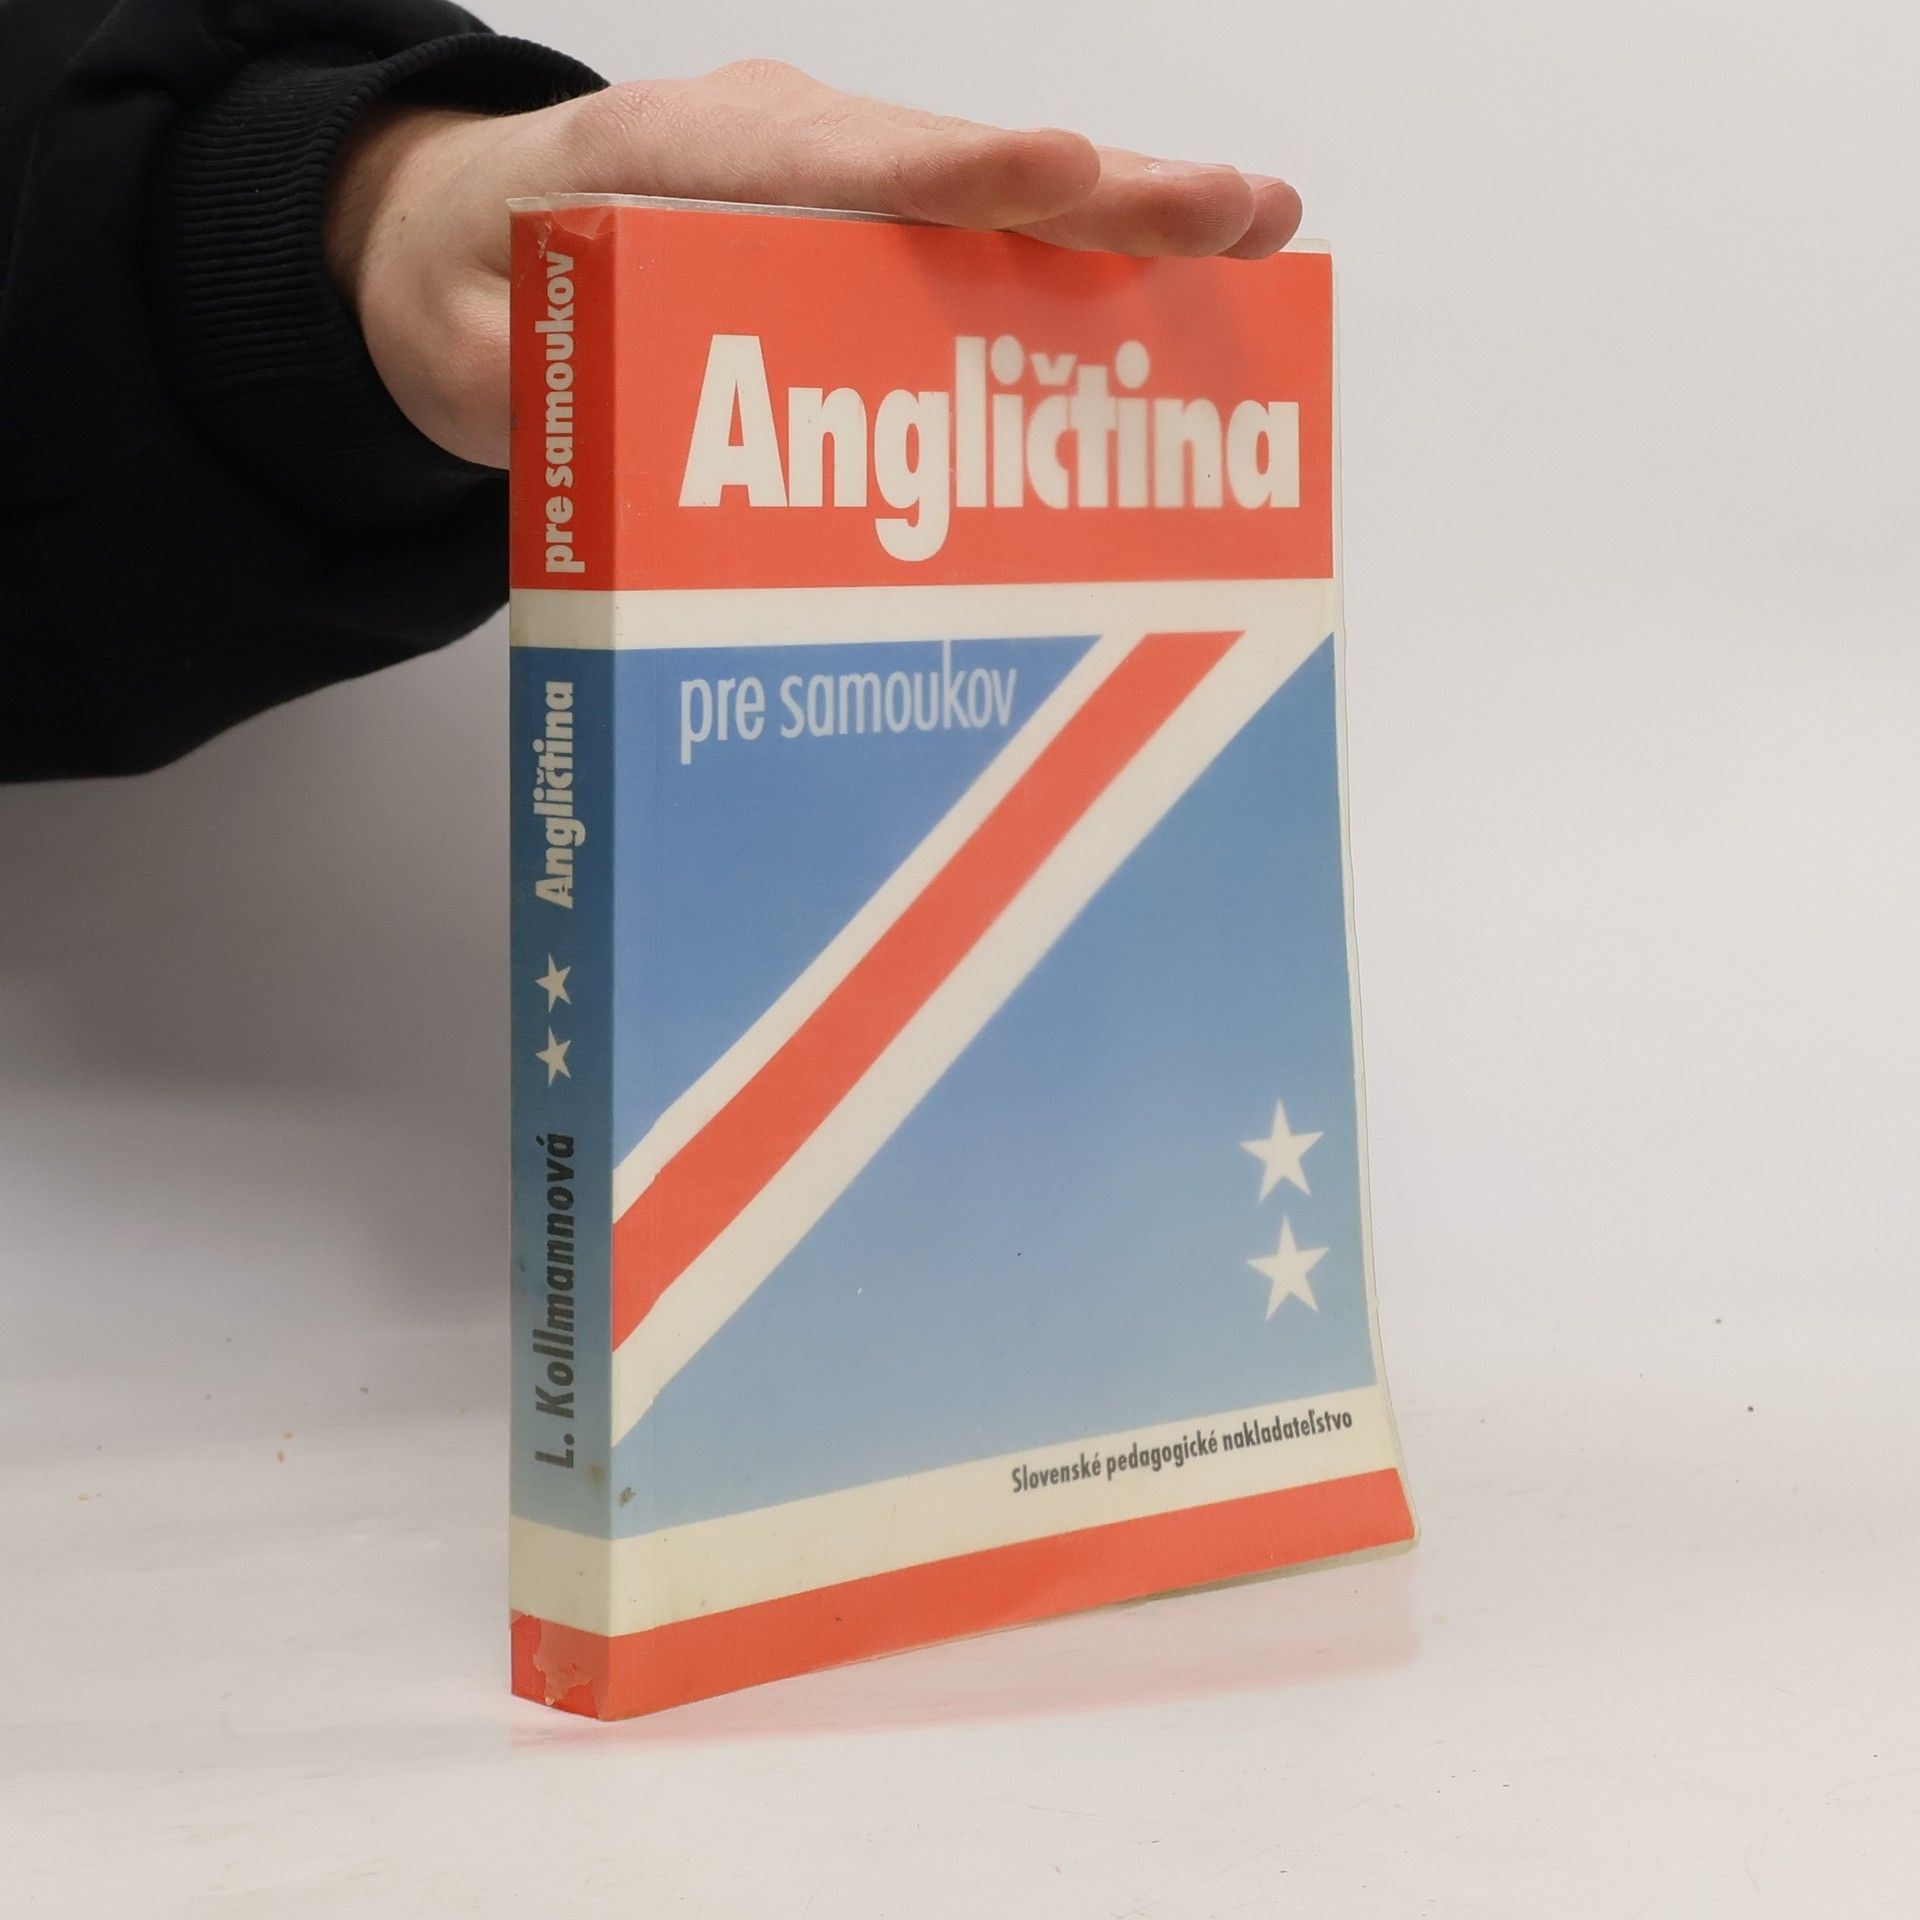 Angličtina
pre samoukov
Slovenské pedagogické nakladateľstvo
L. Kollmannová ★ ★ Angličtina pre samoukov